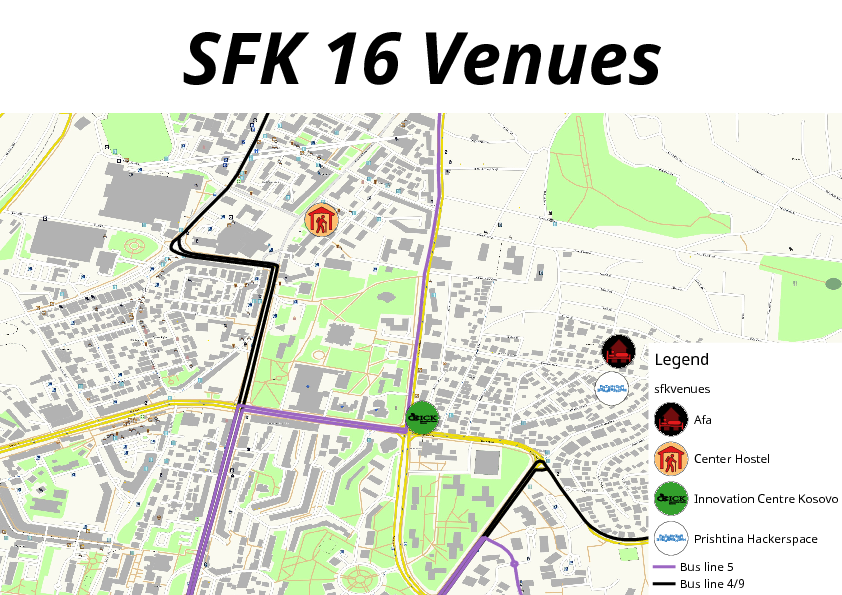 SFK 16 Venues
Legend
sfkvenues
Afa
Center Hostel
Innovation Centre Kosovo
Prishtina Hackerspace
Bus line 5
Bus line 4/9